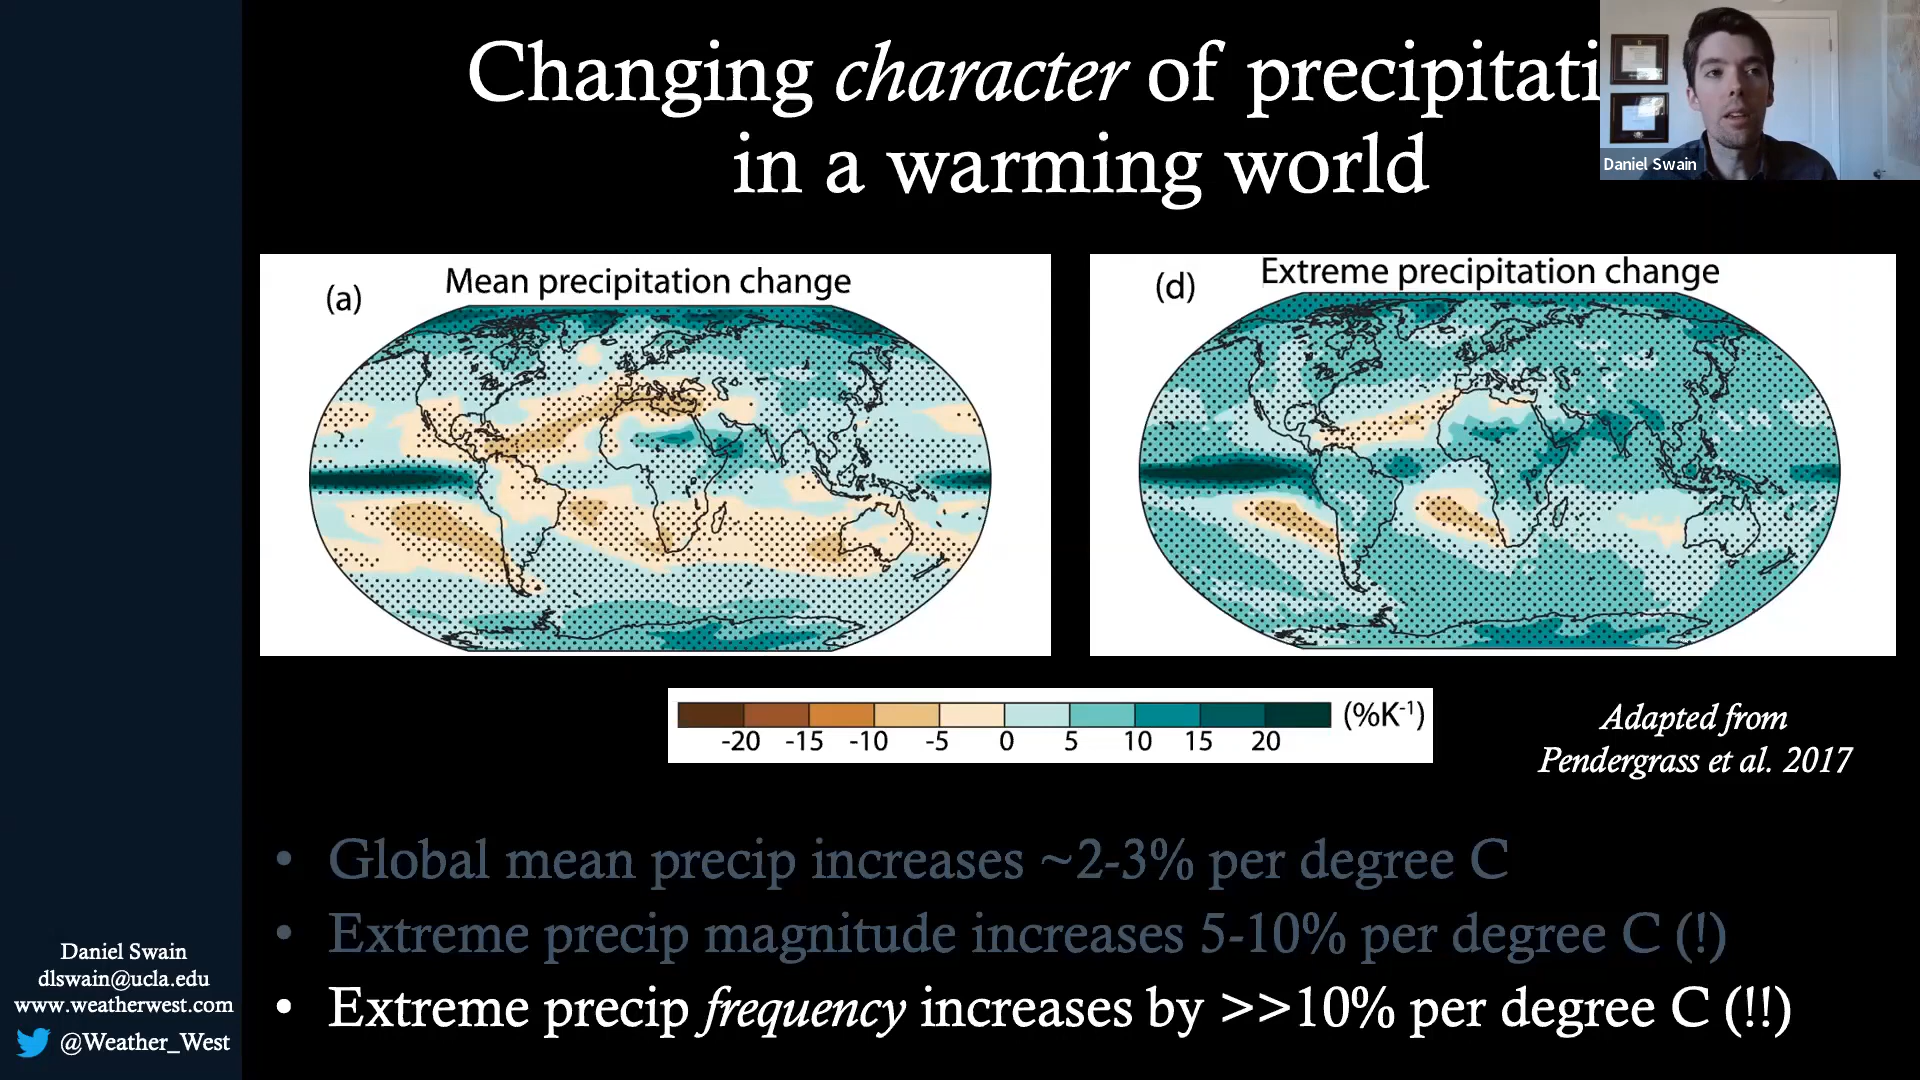 Changing character of precipitati
in a warming world
Daniel Swain
(a)
Mean precipitation change
(d)
Extreme precipitation change
(%K⁻¹)
-20 -15 -10 -5 0 5 10 15 20
Adapted from
Pendergrass et al. 2017
• Global mean precip increases ~2-3% per degree C
• Extreme precip magnitude increases 5-10% per degree C (!)
• Extreme precip frequency increases by >>10% per degree C (!!)
Daniel Swain
dlswain@ucla.edu
www.weatherwest.com
@Weather_West